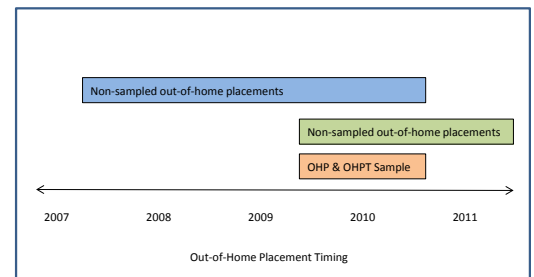 Non-sampled out-of-home placements
Non-sampled out-of-home placements
OHP & OHPT Sample
2007 2008 2009 2010 2011
Out-of-Home Placement Timing